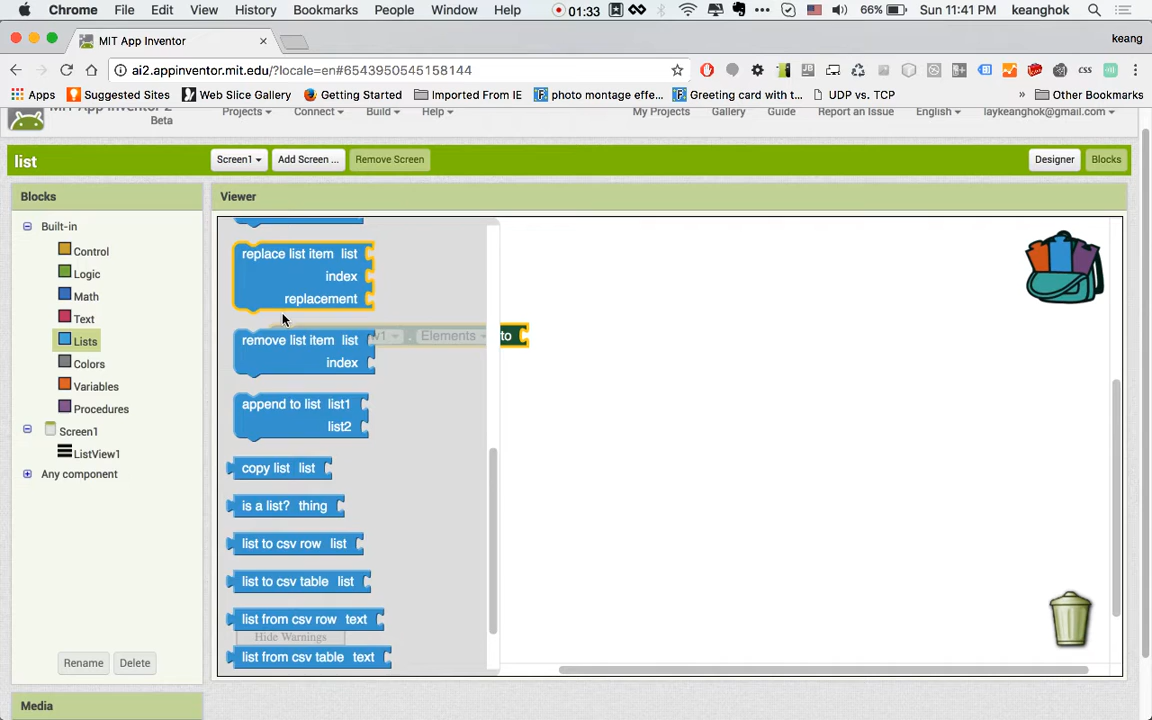 Chrome File Edit View History Bookmarks People Window Help 01:33 66% Sun 11:41 PM keanghok
MIT App Inventor keang
ai2.appinventor.mit.edu/?locale=en#6543950545158144
Apps Suggested Sites Web Slice Gallery Getting Started Imported From IE photo montage effe... Greeting card with t... UDP vs. TCP » Other Bookmarks
MIT App Inventor 2
Beta
Projects Connect Build Help My Projects Gallery Guide Report an Issue English laykeanghok@gmail.com
list Screen1 Add Screen ... Remove Screen Designer Blocks
Blocks
Viewer
Built-in
Control
Logic
Math
Text
Lists
Colors
Variables
Procedures
Screen1
ListView1
Any component
Rename Delete
Media
replace list item list
index
replacement
w1 . Elements to
remove list item list
index
append to list list1
list2
copy list list
is a list? thing
list to csv row list
list to csv table list
list from csv row text
Hide Warnings
list from csv table text